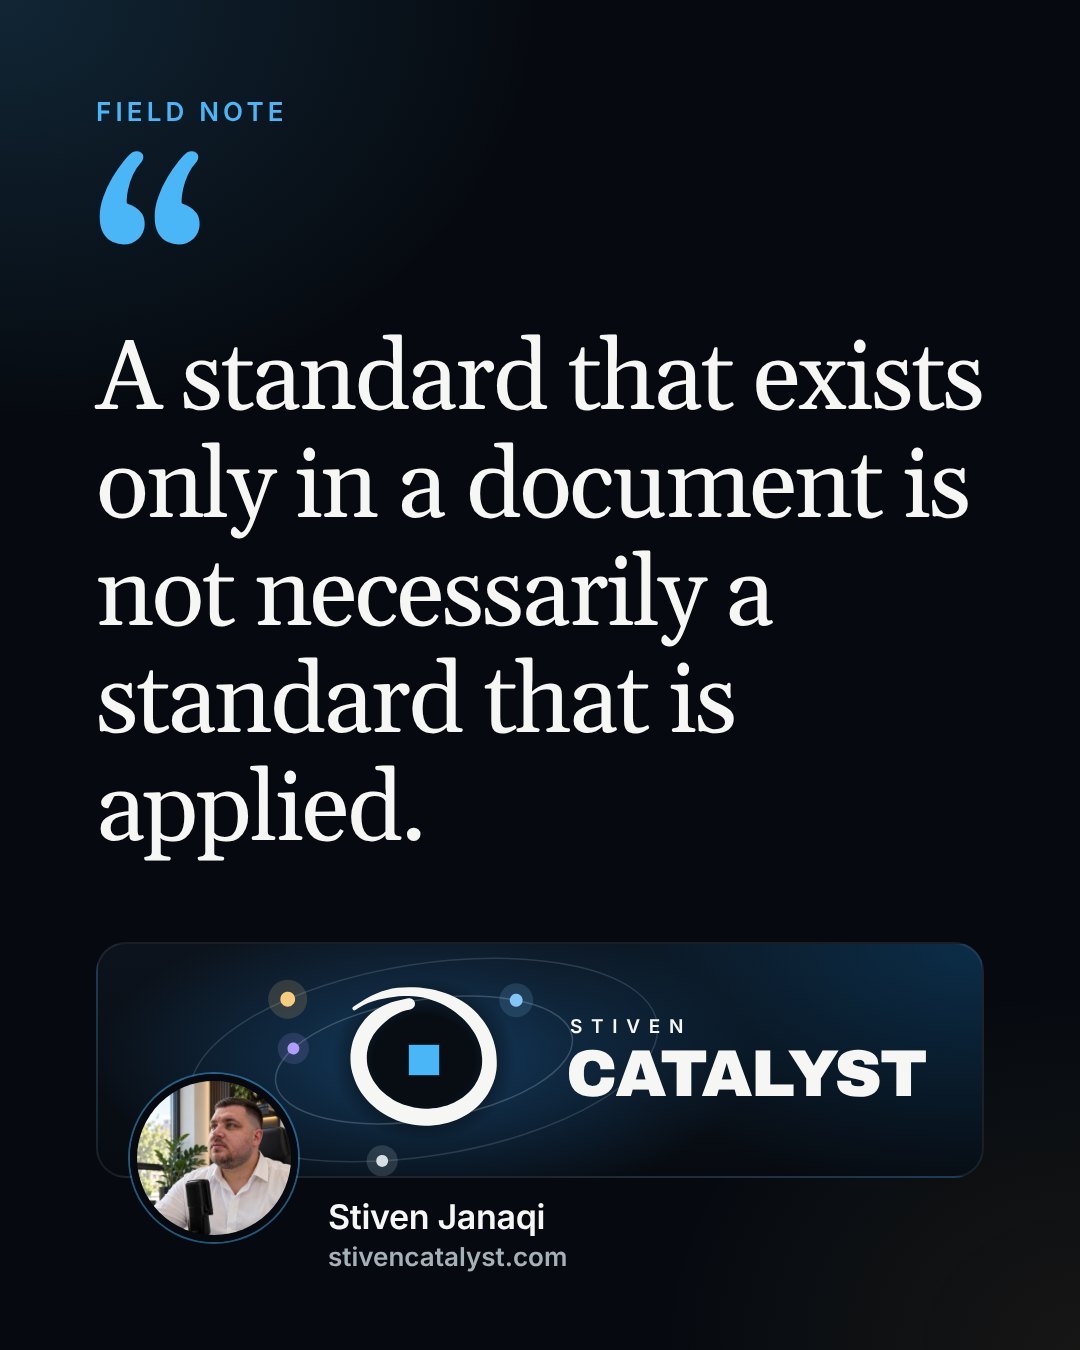 FIELD NOTE
“
A standard that exists
only in a document is
not necessarily a
standard that is
applied.
STIVEN
CATALYST
Stiven Janaqi
stivencatalyst.com